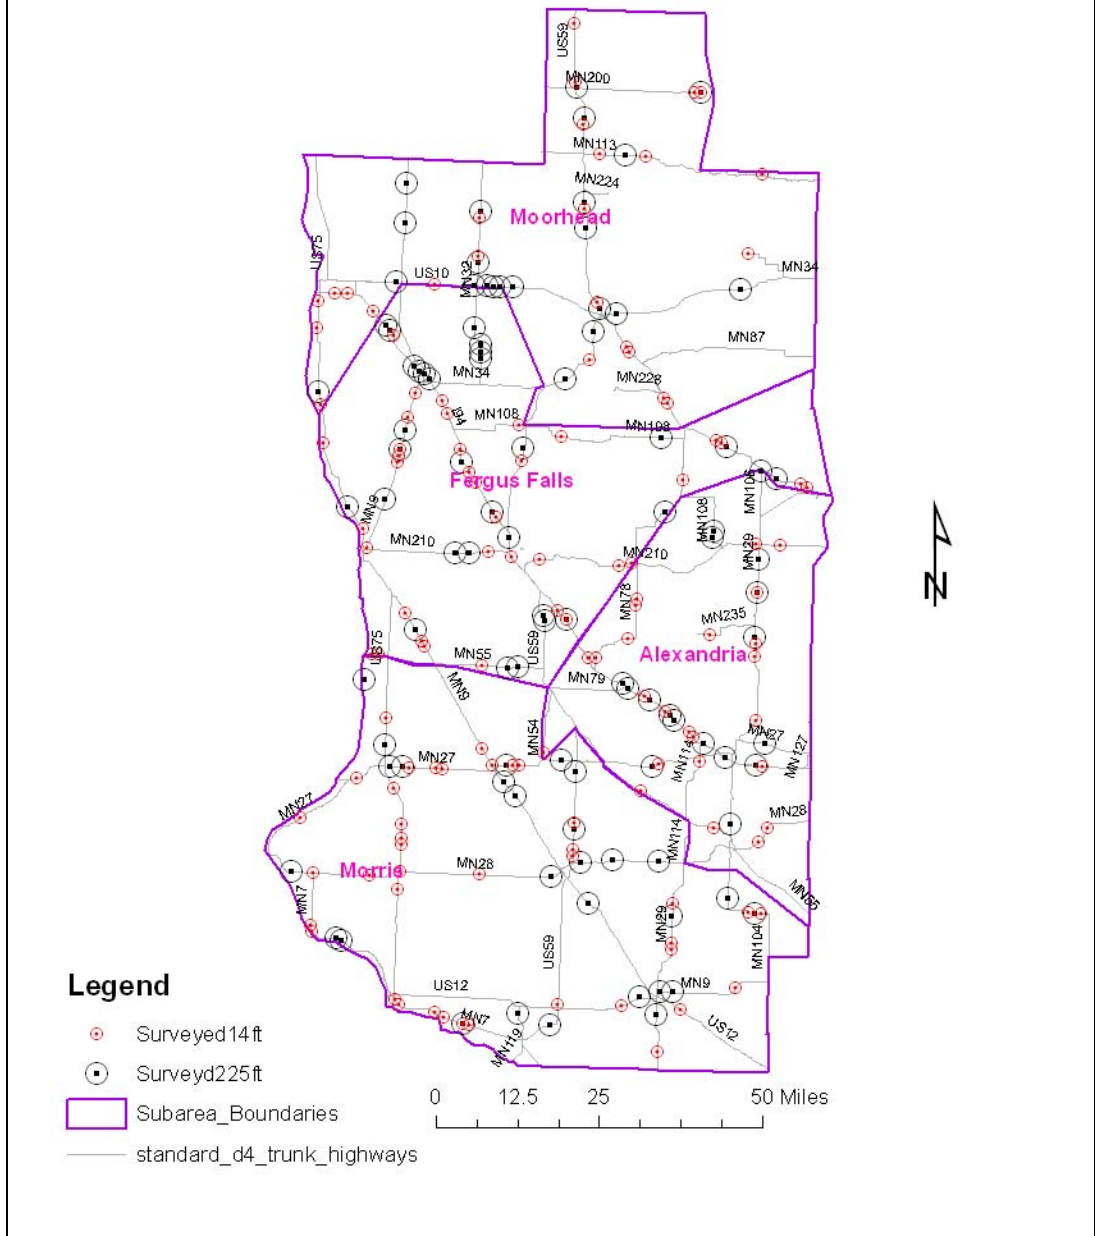 US59
MN200
MN113
MN224
Moorhead
US75
US10
MN32
MN34
MN87
MN34
MN228
I94
MN108
MN108
Fergus Falls
MN106
MN9
MN108
MN210
MN210
MN29
MN78
MN235
US75
MN55
US59
Alexandria
MN79
MN9
MN54
MN27
MN27
MN114
MN127
MN27
MN28
MN114
Morris
MN28
MN7
MN55
MN29
MN104
US59
US12
MN9
MN7
US12
MN119
N
Legend
Surveyed14ft
Surveyd225ft
Subarea_Boundaries
standard_d4_trunk_highways
0 12.5 25 50 Miles